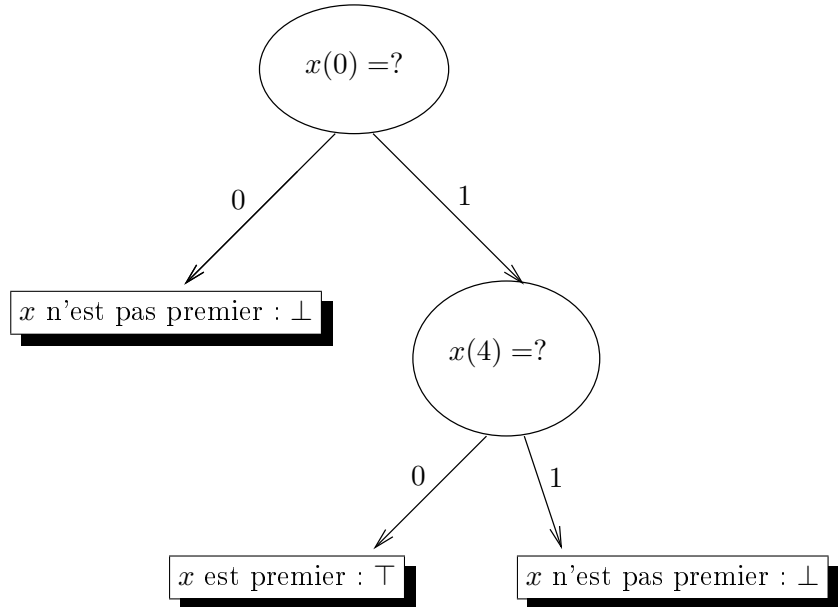 x(0) =?
0
1
x n'est pas premier : ⊥
x(4) =?
0
1
x est premier : ⊤
x n'est pas premier : ⊥